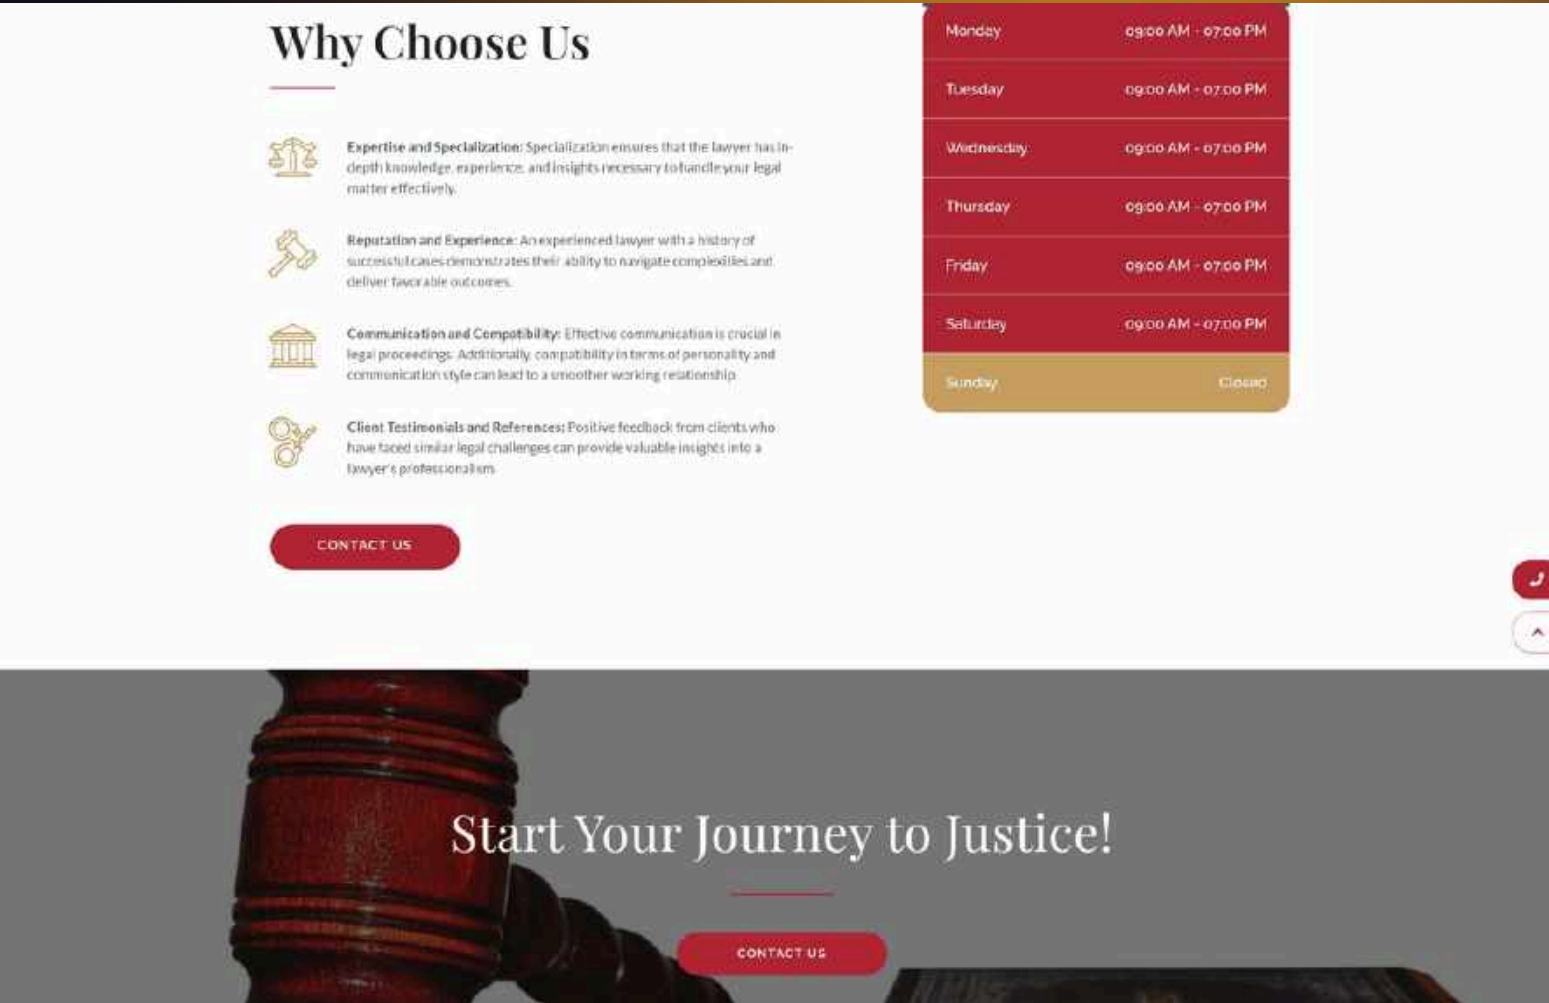 Why Choose Us
Expertise and Specialization: Specialization ensures that the lawyer has in-
depth knowledge, experience, and insights necessary to handle your legal
matter effectively.
Reputation and Experience: An experienced lawyer with a history of
successful cases demonstrates their ability to navigate complexities and
deliver favorable outcomes.
Communication and Compatibility: Effective communication is crucial in
legal proceedings. Additionally, compatibility in terms of personality and
communication style can lead to a smoother working relationship
Client Testimonials and References: Positive feedback from clients who
have faced similar legal challenges can provide valuable insights into a
lawyer's professionalism
CONTACT US
Monday 09:00 AM - 07:00 PM
Tuesday 09:00 AM - 07:00 PM
Wednesday 09:00 AM - 07:00 PM
Thursday 09:00 AM - 07:00 PM
Friday 09:00 AM - 07:00 PM
Saturday 09:00 AM - 07:00 PM
Sunday Closed
Start Your Journey to Justice!
CONTACT US